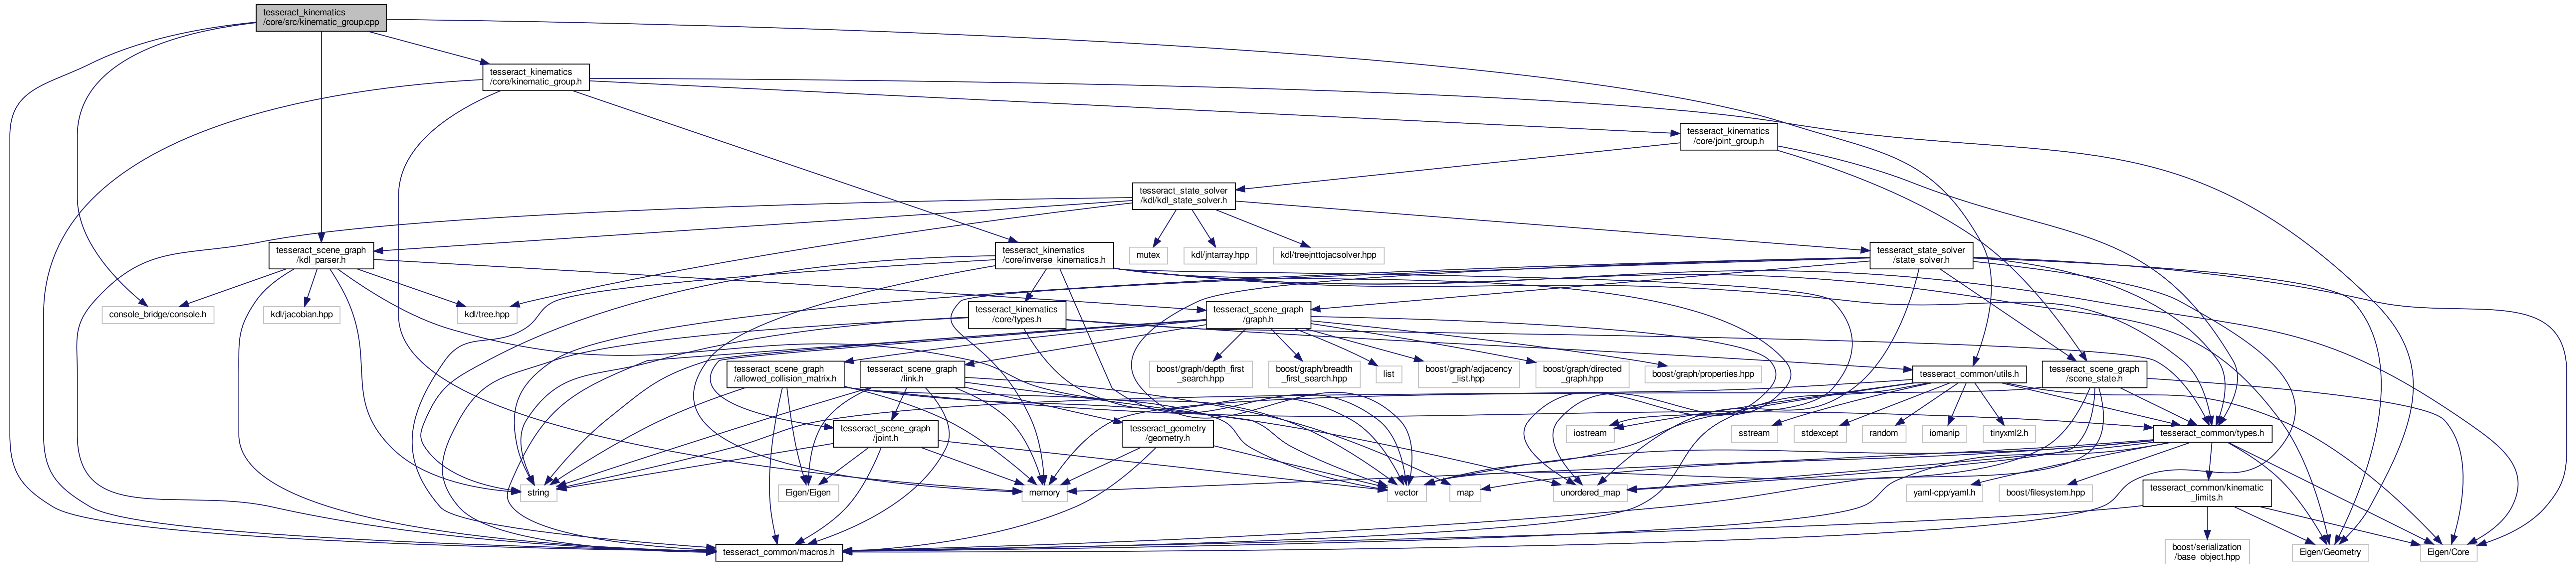 tesseract_kinematics
/core/src/kinematic_group.cpp
tesseract_kinematics
/core/kinematic_group.h
tesseract_kinematics
/core/joint_group.h
tesseract_state_solver
/kdl/kdl_state_solver.h
tesseract_scene_graph
/kdl_parser.h
tesseract_kinematics
/core/inverse_kinematics.h
mutex
kdl/jntarray.hpp
kdl/treejnttojacsolver.hpp
tesseract_state_solver
/state_solver.h
console_bridge/console.h
kdl/jacobian.hpp
kdl/tree.hpp
tesseract_kinematics
/core/types.h
tesseract_scene_graph
/graph.h
tesseract_scene_graph
/allowed_collision_matrix.h
tesseract_scene_graph
/link.h
boost/graph/depth_first
_search.hpp
boost/graph/breadth
_first_search.hpp
list
boost/graph/adjacency
_list.hpp
boost/graph/directed
_graph.hpp
boost/graph/properties.hpp
tesseract_common/utils.h
tesseract_scene_graph
/scene_state.h
tesseract_scene_graph
/joint.h
tesseract_geometry
/geometry.h
iostream
sstream
stdexcept
random
iomanip
tinyxml2.h
tesseract_common/types.h
string
Eigen/Eigen
memory
vector
map
unordered_map
yaml-cpp/yaml.h
boost/filesystem.hpp
tesseract_common/kinematic
_limits.h
tesseract_common/macros.h
boost/serialization
/base_object.hpp
Eigen/Geometry
Eigen/Core